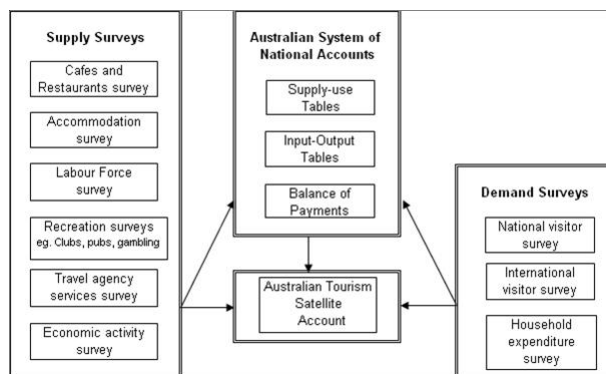 Supply Surveys
Cafes and
Restaurants survey
Accommodation
survey
Labour Force
survey
Recreation surveys
eg. Clubs, pubs, gambling
Travel agency
services survey
Economic activity
survey
Australian System of
National Accounts
Supply-use
Tables
Input-Output
Tables
Balance of
Payments
Australian Tourism
Satellite
Account
Demand Surveys
National visitor
survey
International
visitor survey
Household
expenditure
survey